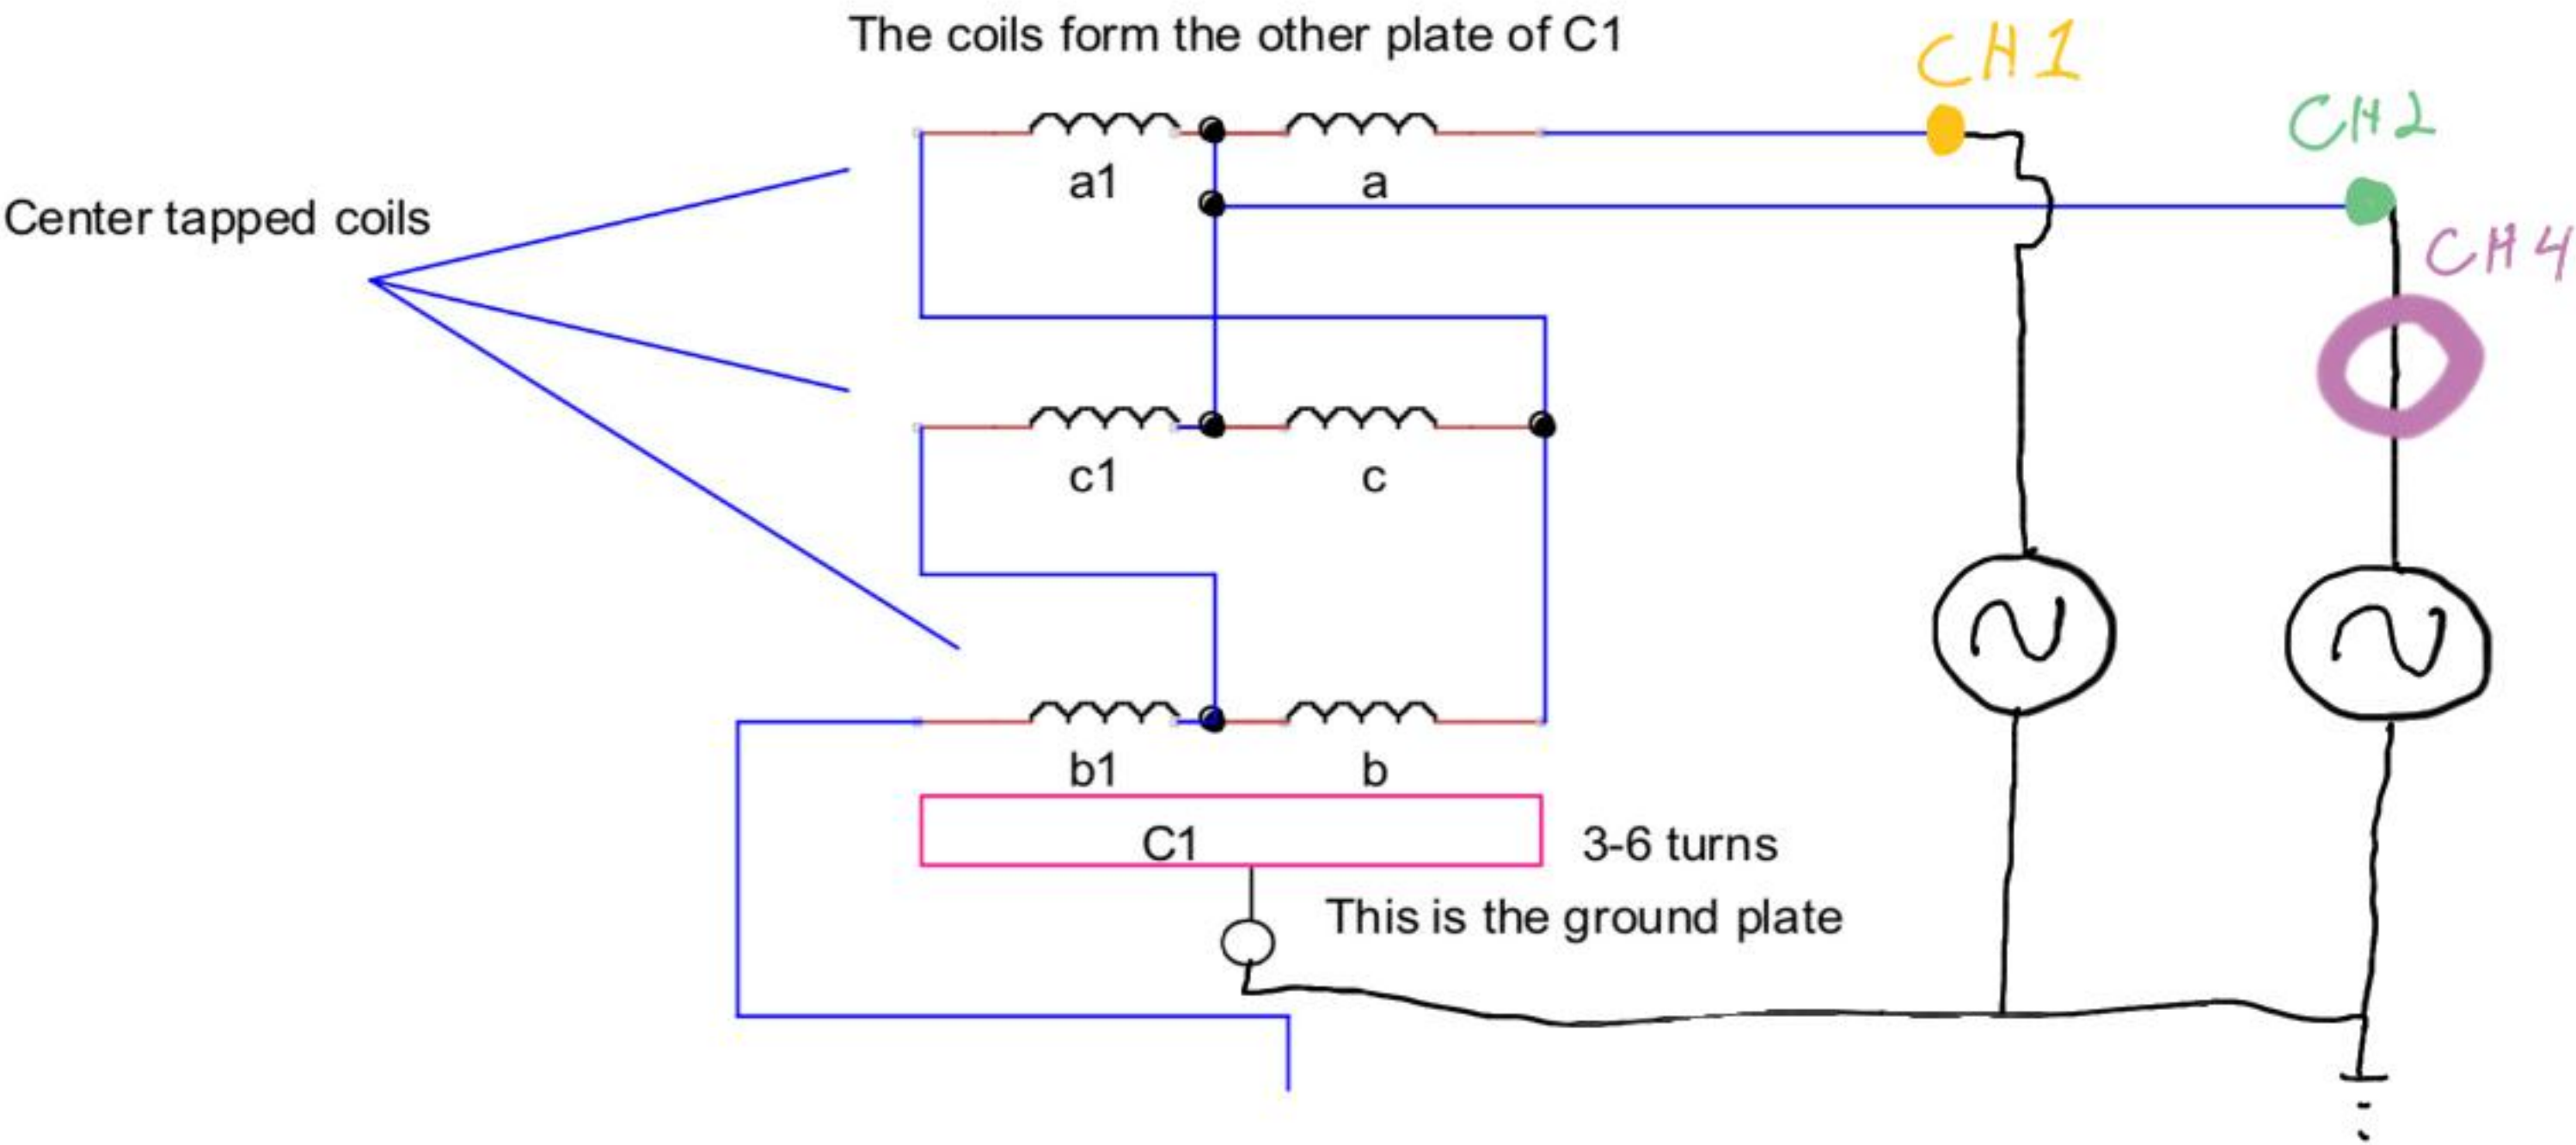 The coils form the other plate of C1
CH1
CH2
a1
a
Center tapped coils
CH4
c1
c
b1
b
C1
3-6 turns
This is the ground plate